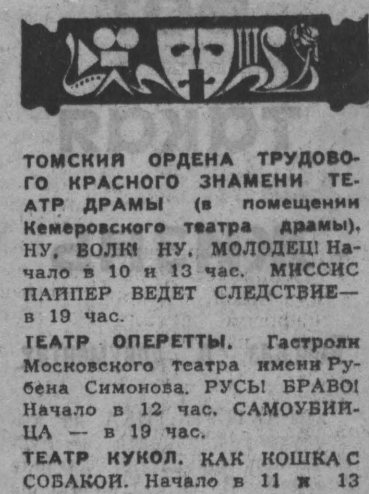 ТОМСКИЙ ОРДЕНА ТРУДОВО-
ГО КРАСНОГО ЗНАМЕНИ ТЕ-
АТР ДРАМЫ (в помещении
Кемеровского театра драмы).
НУ, ВОЛК! НУ, МОЛОДЕЦ! На-
чало в 10 и 13 час. МИССИС
ПАЙПЕР ВЕДЕТ СЛЕДСТВИЕ—
в 19 час.
ТЕАТР ОПЕРЕТТЫ. Гастроли
Московского театра имени Ру-
бена Симонова. РУСЬ! БРАВО!
Начало в 12 час. САМОУБИЙ-
ЦА — в 19 час.
ТЕАТР КУКОЛ. КАК КОШКА С
СОБАКОЙ. Начало в 11 и 13